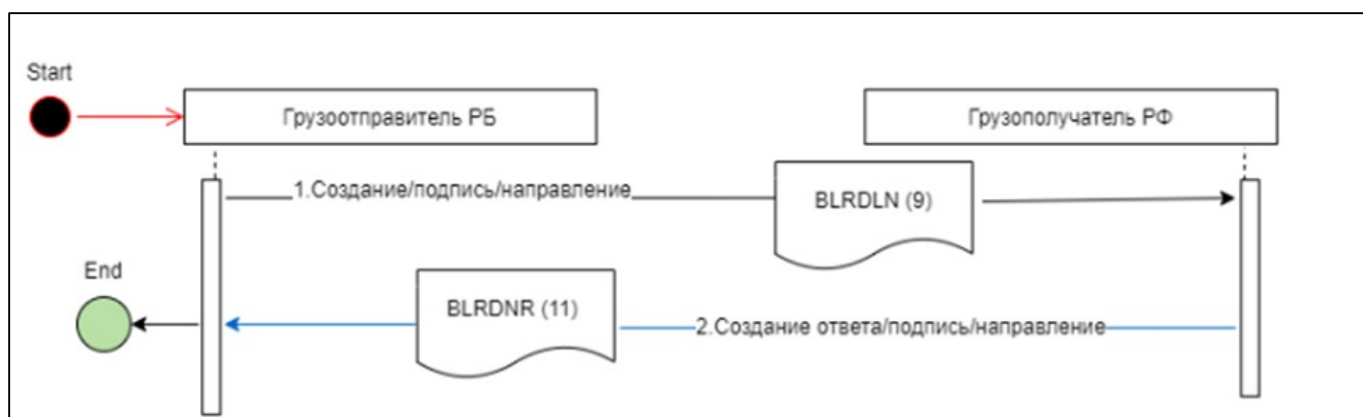 Start
Грузоотправитель РБ
Грузополучатель РФ
1.Создание/подпись/направление
BLRDLN (9)
End
BLRDNR (11)
2.Создание ответа/подпись/направление